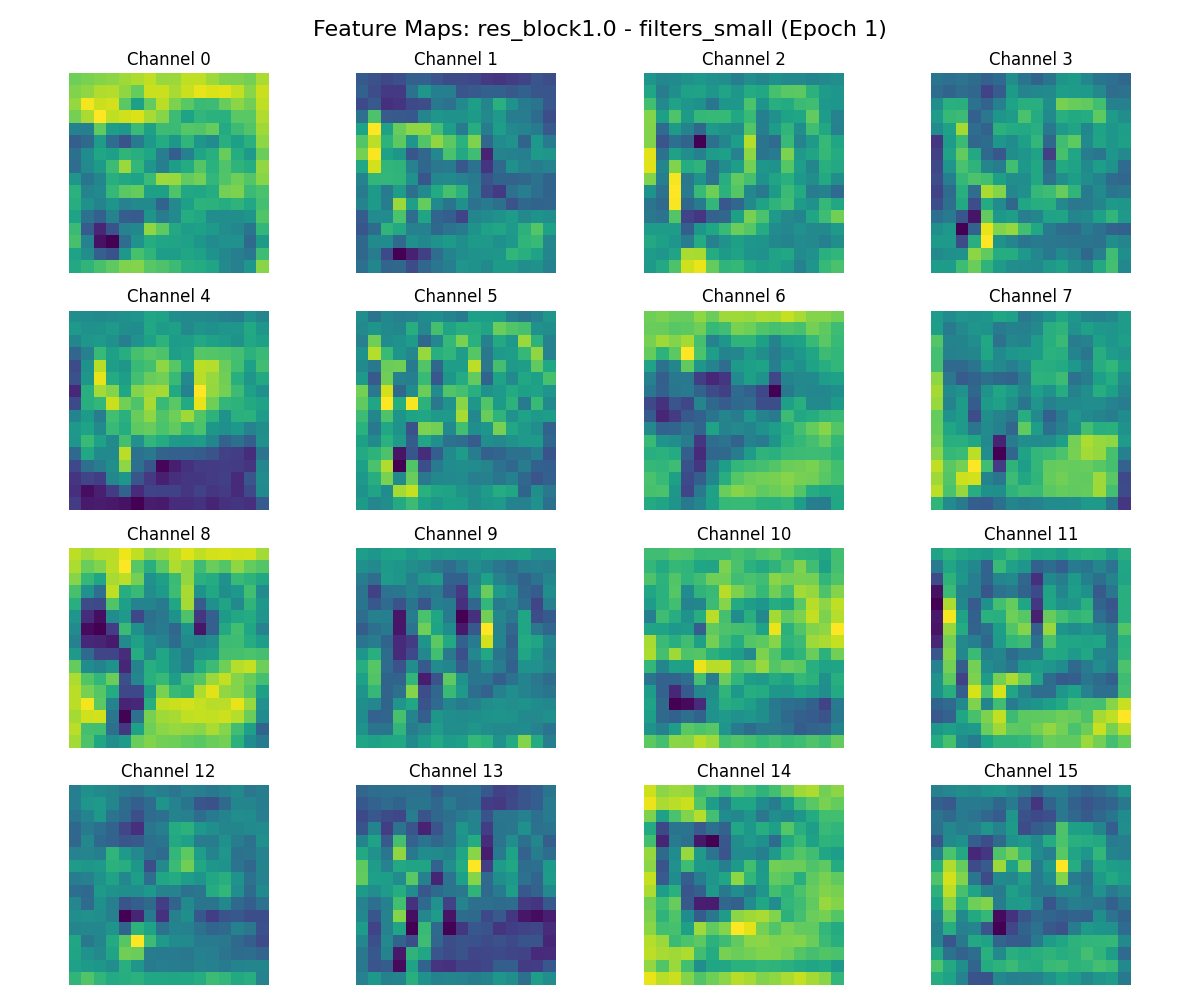 Feature Maps: res_block1.0 - filters_small (Epoch 1)
Channel 0
Channel 1
Channel 2
Channel 3
Channel 4
Channel 5
Channel 6
Channel 7
Channel 8
Channel 9
Channel 10
Channel 11
Channel 12
Channel 13
Channel 14
Channel 15